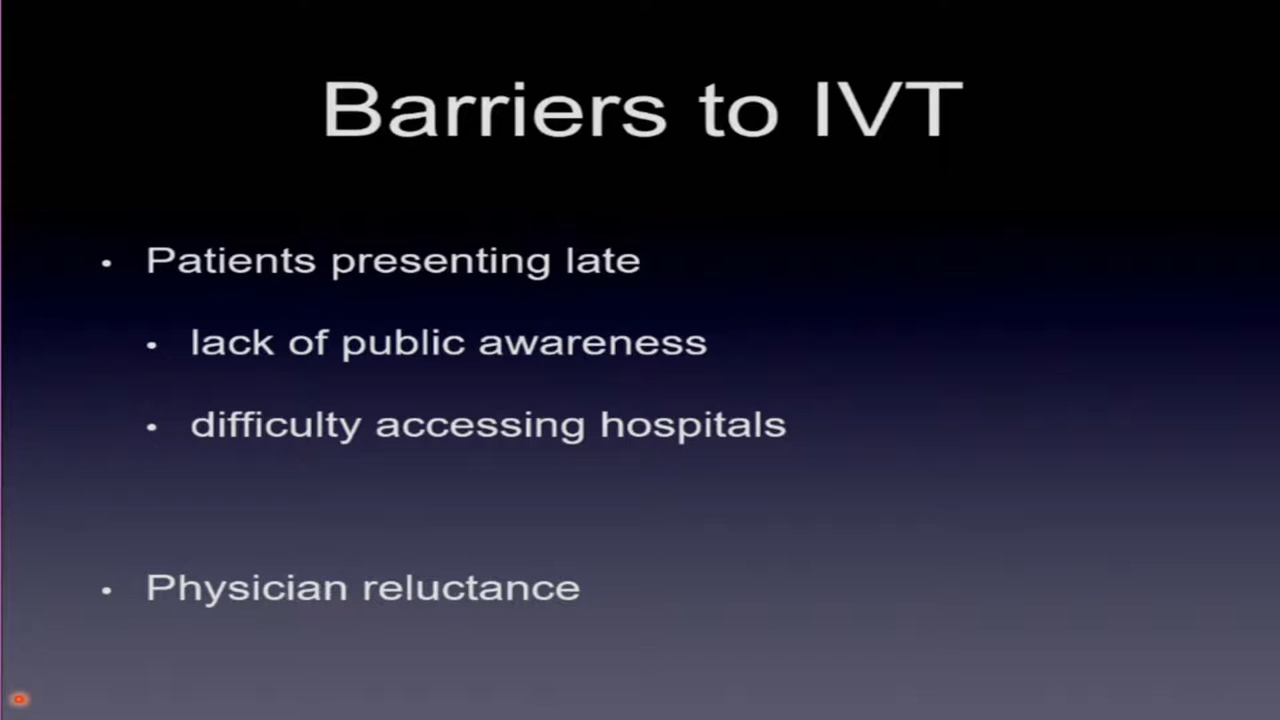 Barriers to IVT
• Patients presenting late
• lack of public awareness
• difficulty accessing hospitals
• Physician reluctance